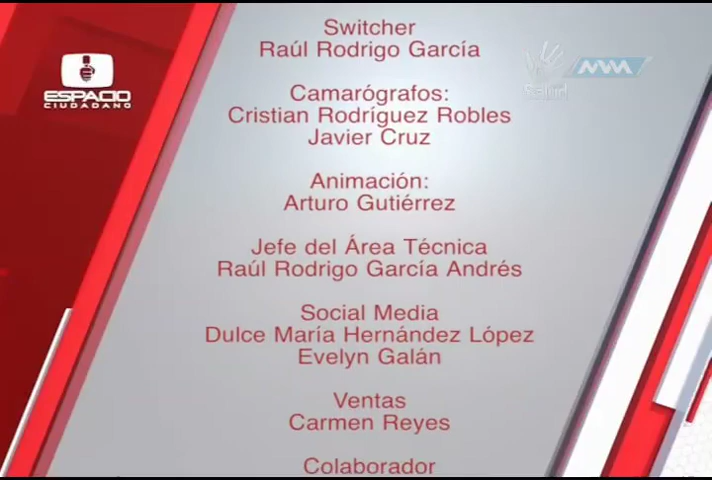 Switcher
Raúl Rodrigo García
Camarógrafos:
Cristian Rodríguez Robles
Javier Cruz
Animación:
Arturo Gutiérrez
Jefe del Área Técnica
Raúl Rodrigo García Andrés
Social Media
Dulce María Hernández López
Evelyn Galán
Ventas
Carmen Reyes
Colaborador
ESPACIO
CIUDADANO